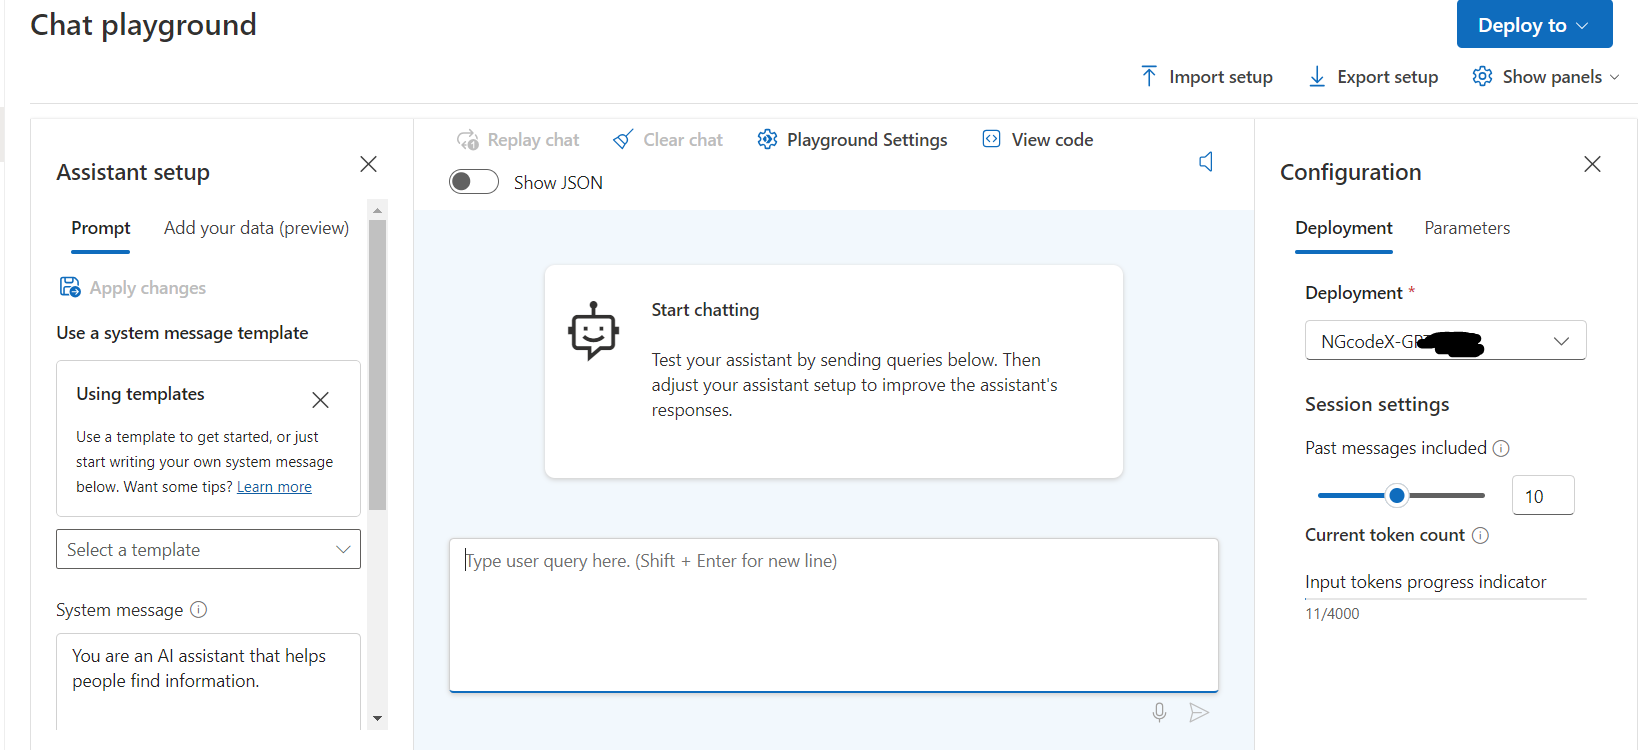 Chat playground
Deploy to
Import setup
Export setup
Show panels
Assistant setup
Prompt
Add your data (preview)
Apply changes
Use a system message template
Using templates
Use a template to get started, or just
start writing your own system message
below. Want some tips? Learn more
Select a template
System message
You are an AI assistant that helps
people find information.
Replay chat
Clear chat
Playground Settings
View code
Show JSON
Start chatting
Test your assistant by sending queries below. Then
adjust your assistant setup to improve the assistant's
responses.
Type user query here. (Shift + Enter for new line)
Configuration
Deployment
Parameters
Deployment *
Session settings
Past messages included
10
Current token count
Input tokens progress indicator
11/4000